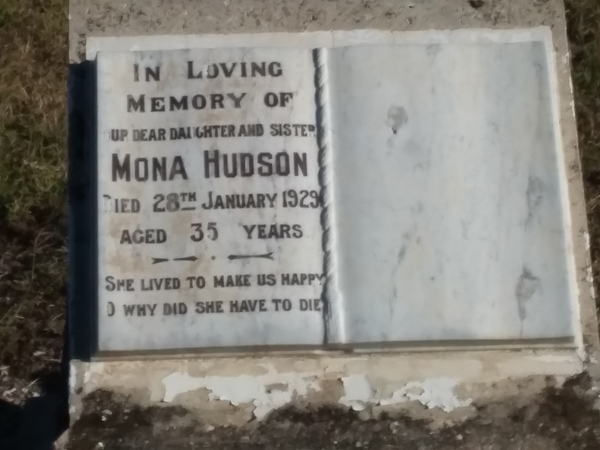 IN LOVING
MEMORY OF
OUR DEAR DAUGHTER AND SISTER
MONA HUDSON
DIED 28TH JANUARY 1929
AGED 35 YEARS
SHE LIVED TO MAKE US HAPPY
O WHY DID SHE HAVE TO DIE